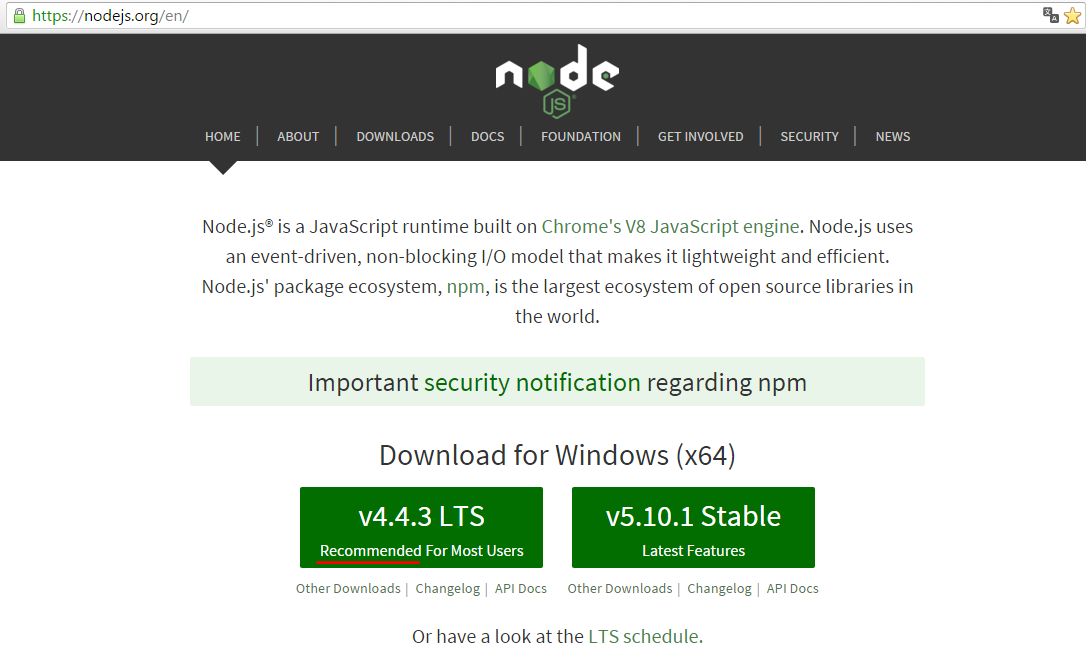 https://nodejs.org/en/
node
JS®
HOME | ABOUT | DOWNLOADS | DOCS | FOUNDATION | GET INVOLVED | SECURITY | NEWS
Node.js® is a JavaScript runtime built on Chrome's V8 JavaScript engine. Node.js uses
an event-driven, non-blocking I/O model that makes it lightweight and efficient.
Node.js' package ecosystem, npm, is the largest ecosystem of open source libraries in
the world.
Important security notification regarding npm
Download for Windows (x64)
v4.4.3 LTS
Recommended For Most Users
v5.10.1 Stable
Latest Features
Other Downloads | Changelog | API Docs
Other Downloads | Changelog | API Docs
Or have a look at the LTS schedule.